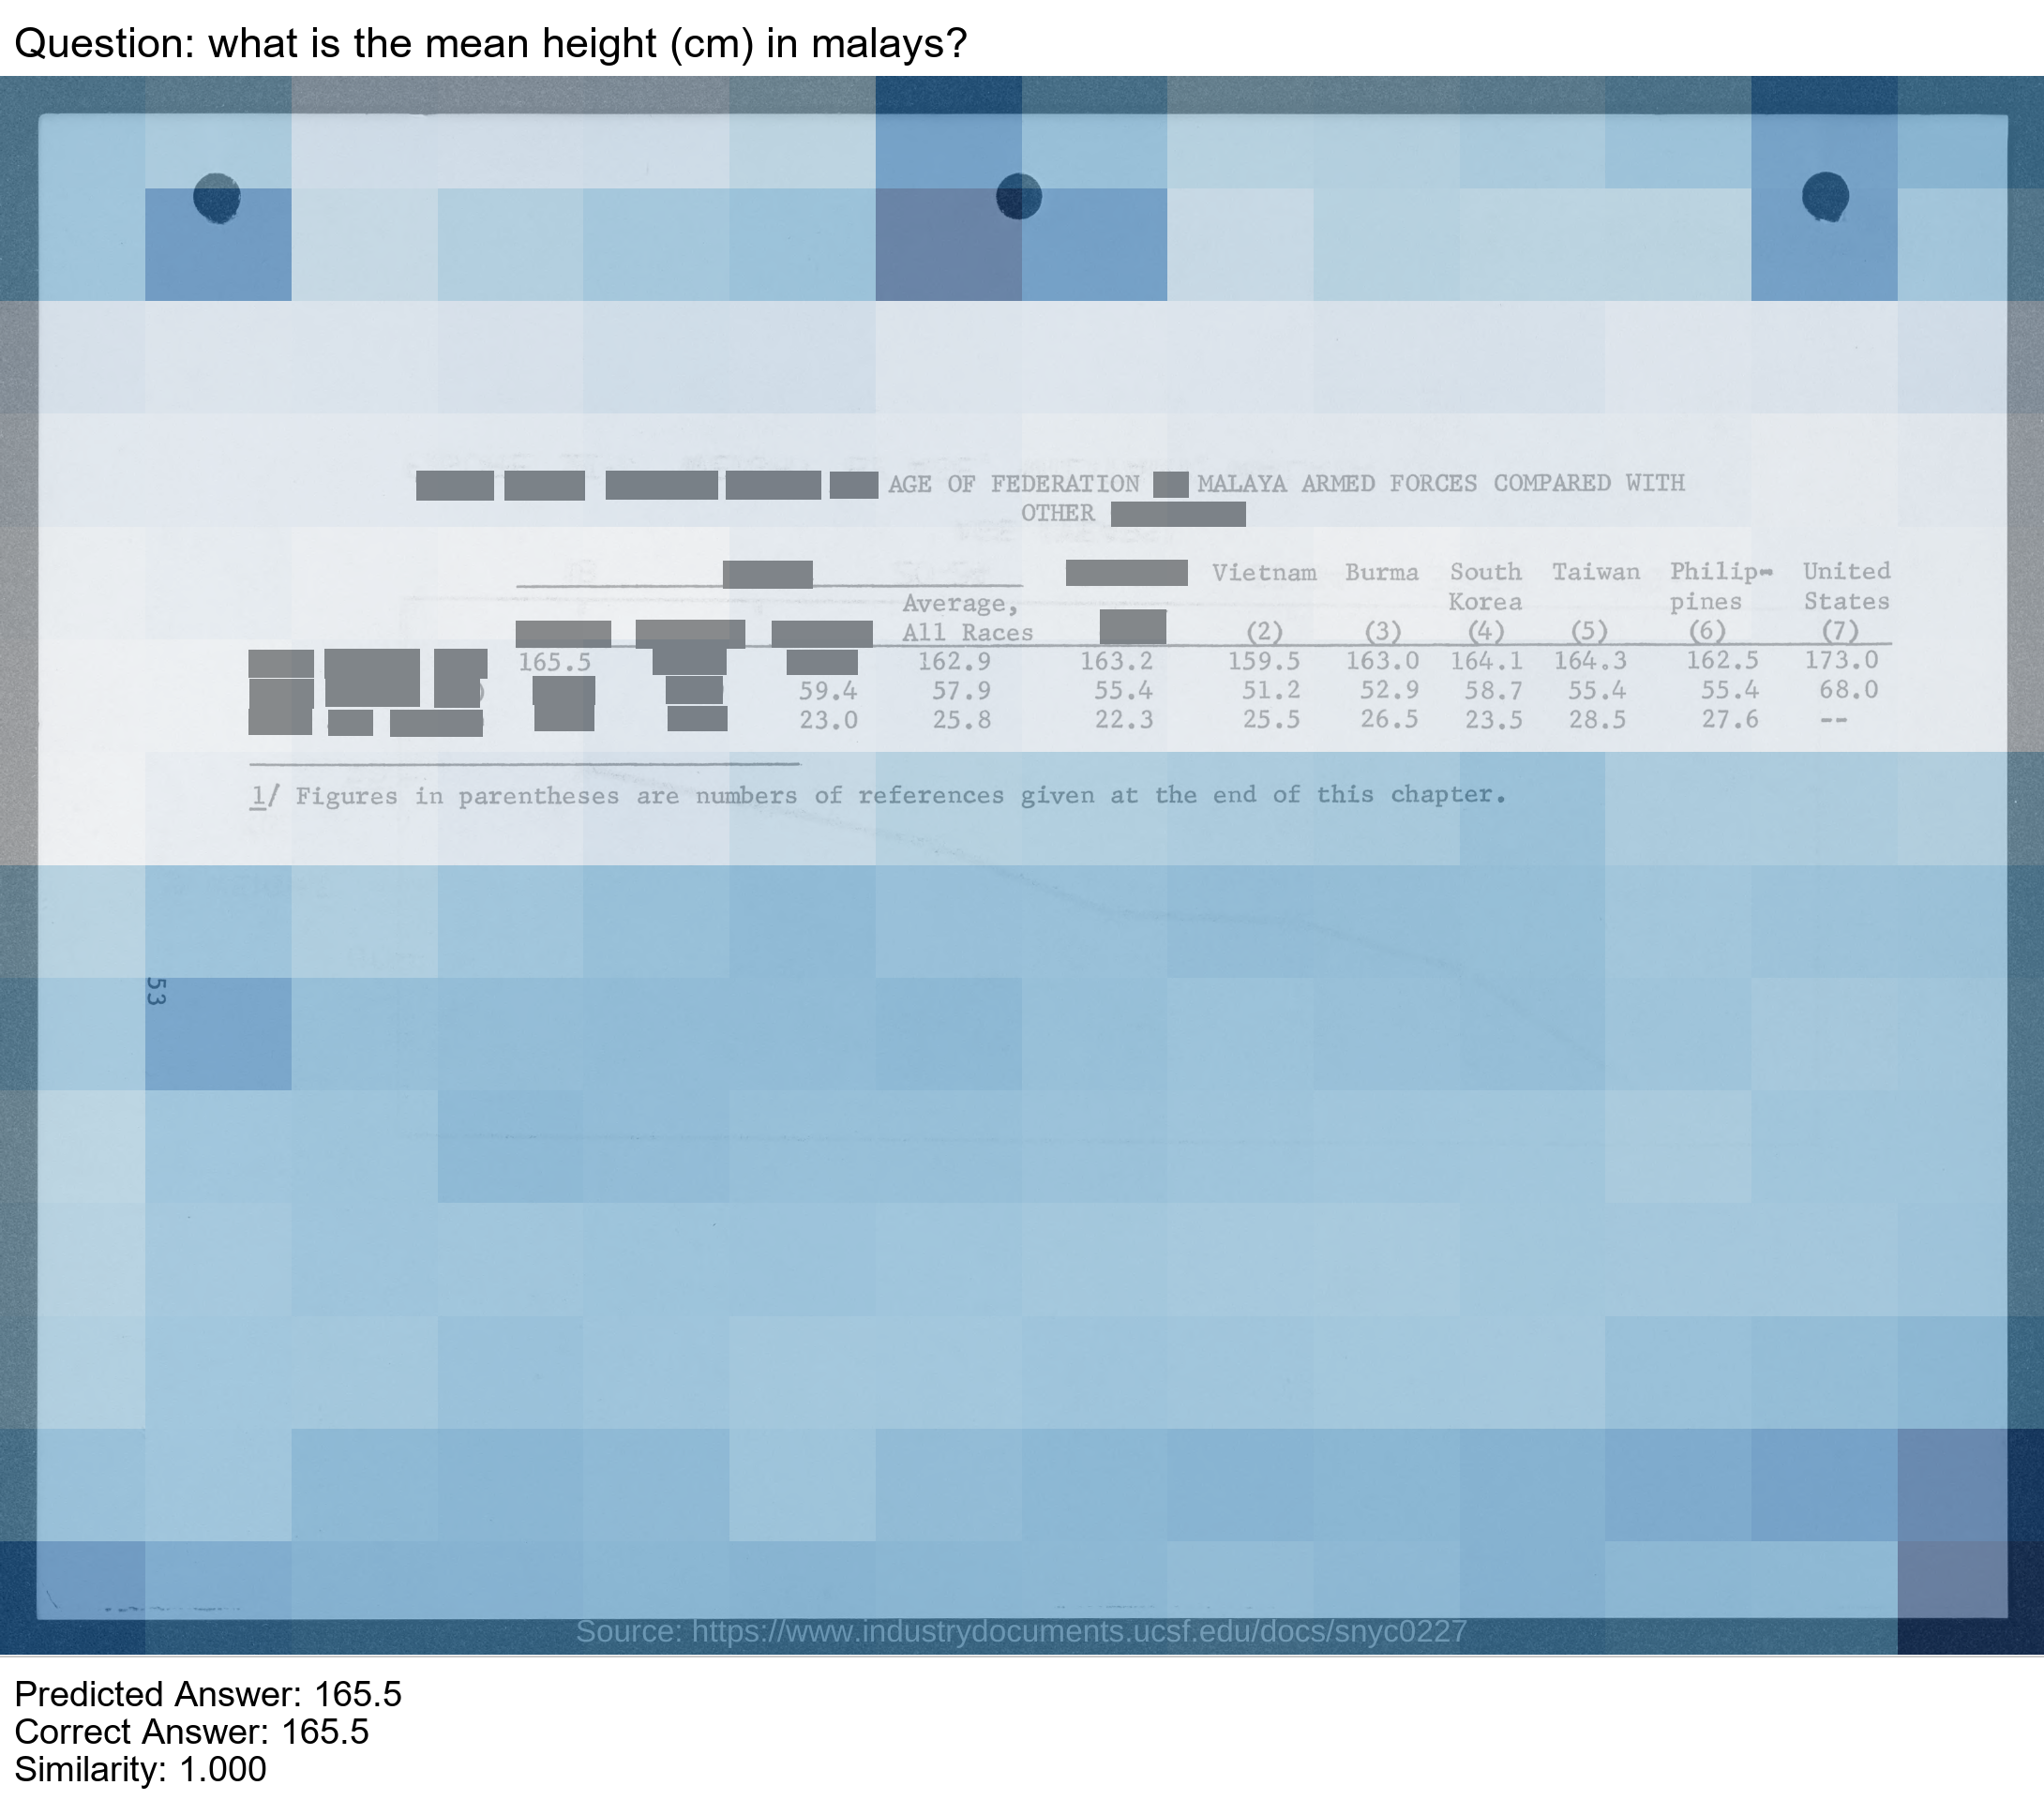 Question: what is the mean height (cm) in malays?
AGE OF FEDERATION MALAYA ARMED FORCES COMPARED WITH
OTHER
Vietnam Burma South Taiwan Philip- United
Average, Korea pines States
All Races (2) (3) (4) (5) (6) (7)
165.5 162.9 163.2 159.5 163.0 164.1 164.3 162.5 173.0
) 59.4 57.9 55.4 51.2 52.9 58.7 55.4 55.4 68.0
23.0 25.8 22.3 25.5 26.5 23.5 28.5 27.6 --
1/ Figures in parentheses are numbers of references given at the end of this chapter.
53
Source: https://www.industrydocuments.ucsf.edu/docs/snyc0227
Predicted Answer: 165.5
Correct Answer: 165.5
Similarity: 1.000